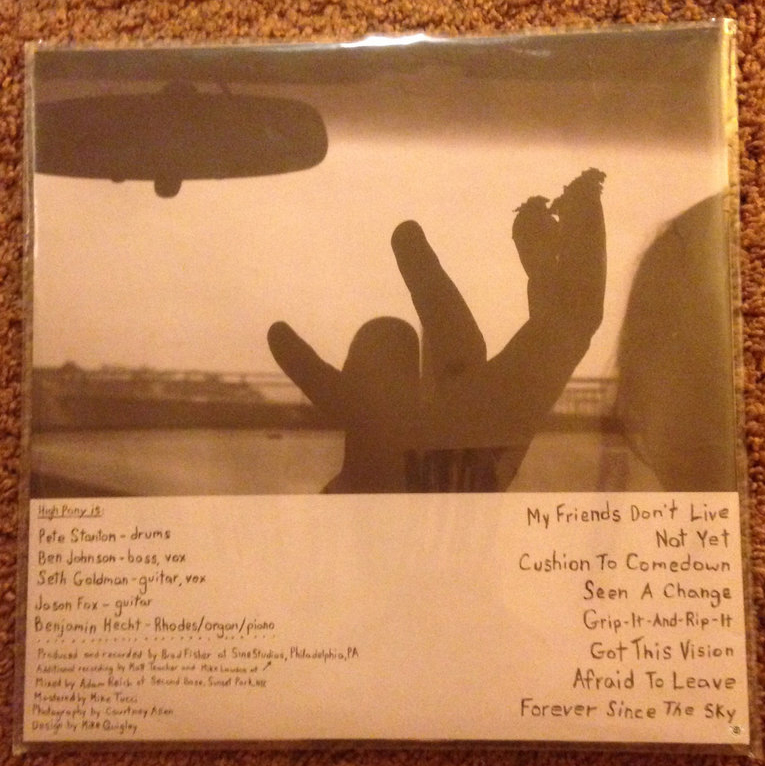 High Pony is:
Pete Stanton - drums
Ben Johnson - bass, vox
Seth Goldman - guitar, vox
Jason Fox - guitar
Benjamin Hecht - Rhodes/organ/piano
Produced and recorded by Brad Fisher at Sine Studios, Philadelphia, PA
Additional recording by Matt Teacher and Mike Lawson at
Mixed by Adam Reich at Second Base, Sunset Park,
Mastered by Mike Tucci
Photography by Courtney Allen
Design by Mike Quigley
My Friends Don't Live
Not Yet
Cushion To Comedown
Seen A Change
Grip-It-And-Rip-It
Got This Vision
Afraid To Leave
Forever Since The Sky